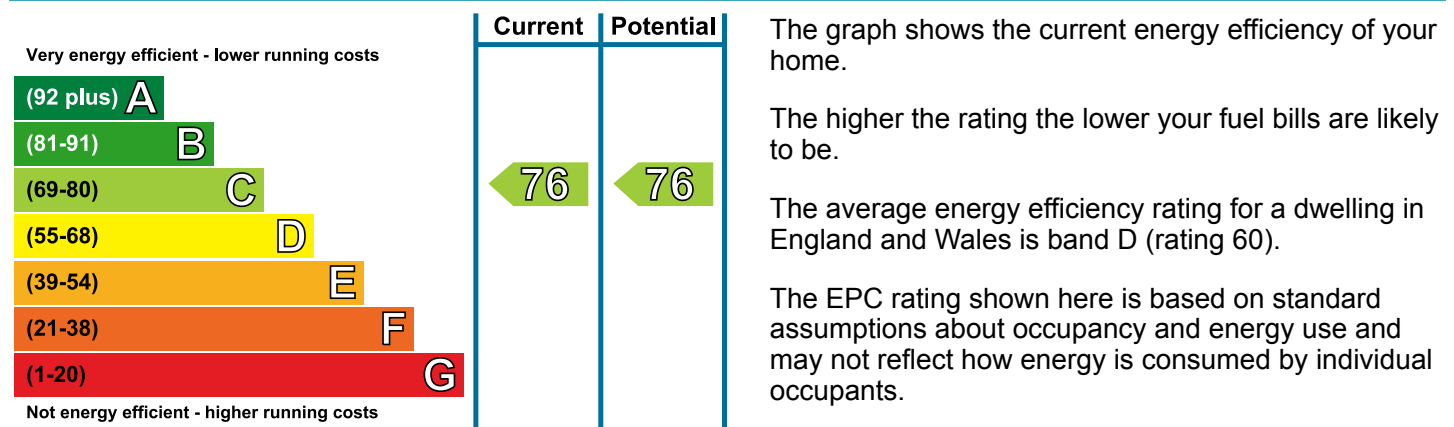 Current Potential
Very energy efficient - lower running costs
(92 plus) A
(81-91) B
(69-80) C
76 76
(55-68) D
(39-54) E
(21-38) F
(1-20) G
Not energy efficient - higher running costs
The graph shows the current energy efficiency of your
home.
The higher the rating the lower your fuel bills are likely
to be.
The average energy efficiency rating for a dwelling in
England and Wales is band D (rating 60).
The EPC rating shown here is based on standard
assumptions about occupancy and energy use and
may not reflect how energy is consumed by individual
occupants.